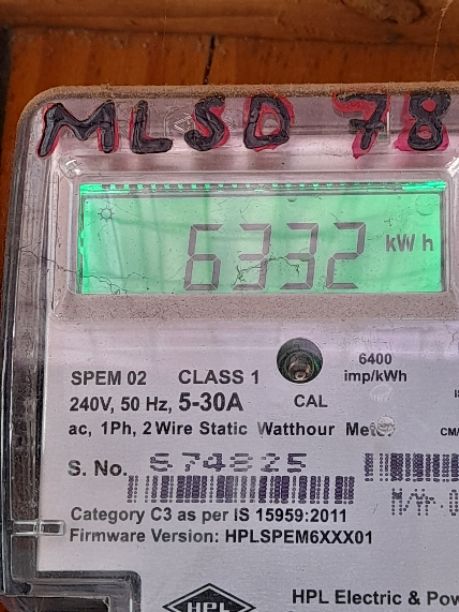 MLSD 78
6332 kW h
6400
imp/kWh
SPEM 02 CLASS 1
240V, 50 Hz, 5-30A CAL
ac, 1Ph, 2 Wire Static Watthour Meter
S. No. 674825
Category C3 as per IS 15959:2011
Firmware Version: HPLSPEM6XXX01
HPL
HPL Electric & Pow